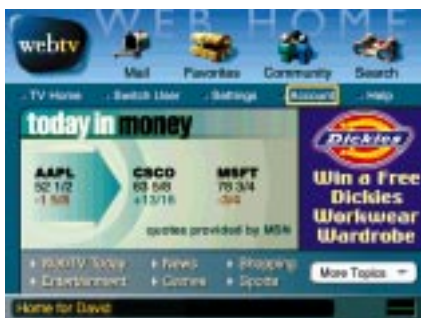 WEB HOME
webtv
Mail Favorites Community Search
TV Home Switch User Settings Account Help
today in money
AAPL CSCO MSFT
52 1/2 63 5/8 78 3/4
-1 5/8 +13/16 -3/4
quotes provided by MSN
Dickies
Win a Free
Dickies
Workwear
Wardrobe
WebTV Today News Shopping
Entertainment Games Sports
More Topics
Home for David